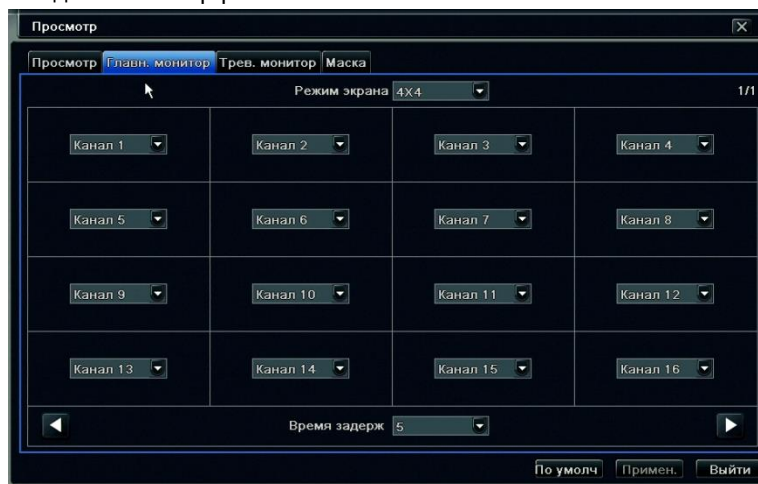 Просмотр
Просмотр Главн. монитор Трев. монитор Маска
Режим экрана 4X4 1/1
Канал 1 Канал 2 Канал 3 Канал 4
Канал 5 Канал 6 Канал 7 Канал 8
Канал 9 Канал 10 Канал 11 Канал 12
Канал 13 Канал 14 Канал 15 Канал 16
Время задерж 5
По умолч Примен. Выйти